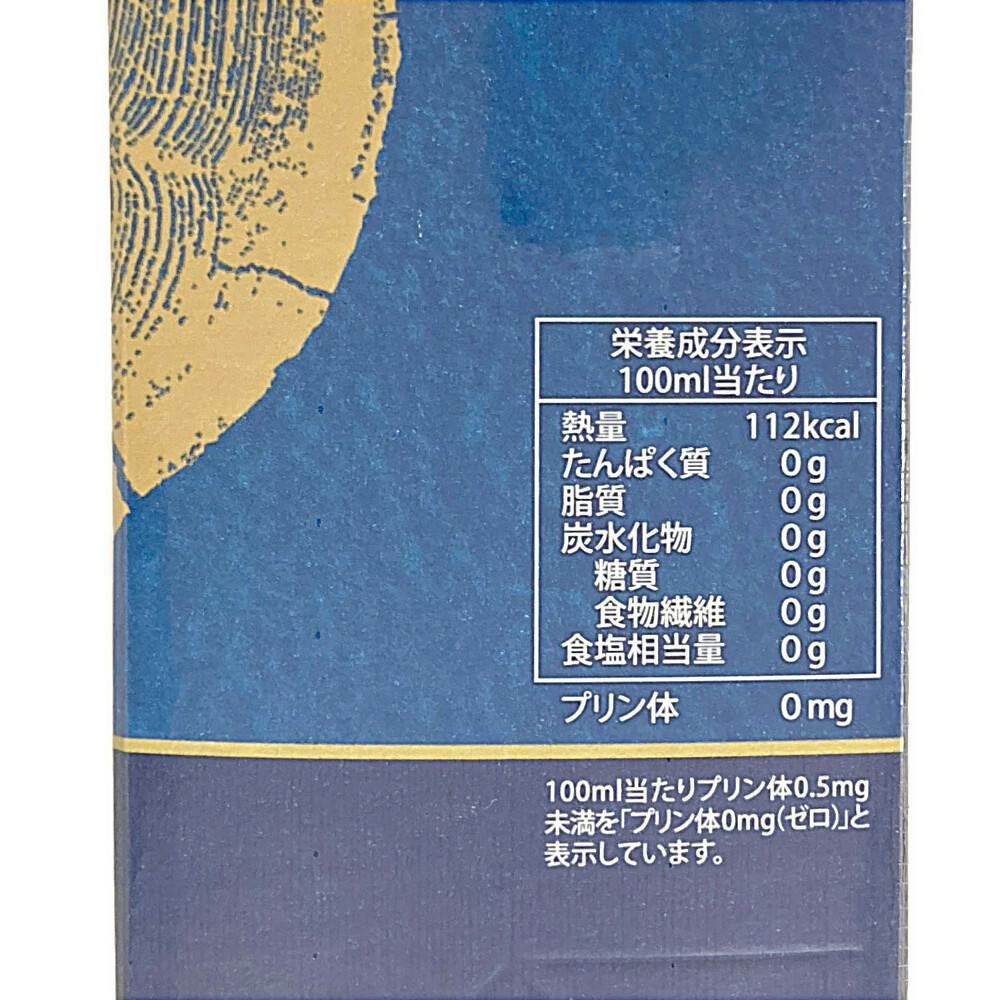 栄養成分表示
100ml当たり
熱量 112kcal
たんぱく質 0g
脂質 0g
炭水化物 0g
糖質 0g
食物繊維 0g
食塩相当量 0g
プリン体 0mg
100ml当たりプリン体0.5mg
未満を「プリン体0mg(ゼロ)」と
表示しています。